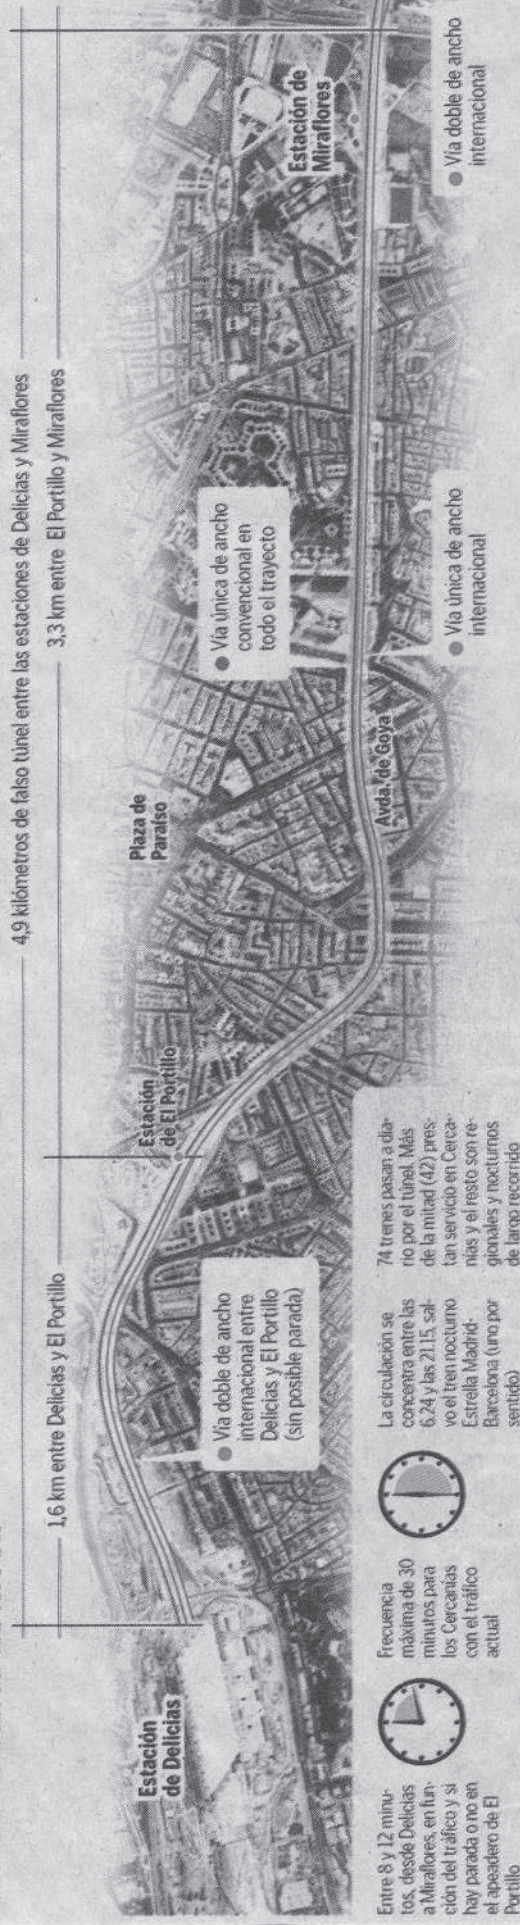 4,9 kilómetros de falso túnel entre las estaciones de Delicias y Miraflores
1,6 km entre Delicias y El Portillo
3,3 km entre El Portillo y Miraflores
Estación
de Delicias
Estación
de El Portillo
Plaza de
Paraíso
Estación de
Miraflores
Avda. de Goya
● Vía doble de ancho
internacional entre
Delicias y El Portillo
(sin posible parada)
● Vía única de ancho
convencional en
todo el trayecto
● Vía única de ancho
internacional
● Vía doble de ancho
internacional
Entre 8 y 12 minu-
tos, desde Delicias
a Miraflores, en fun-
ción del tráfico y si
hay parada o no en
el apeadero de El
Portillo
Frecuencia
máxima de 30
minutos para
los Cercanías
con el tráfico
actual
La circulación se
concentra entre las
6.24 y las 21.15, sal-
vo el tren nocturno
Estrella Madrid-
Barcelona (uno por
sentido)
74 trenes pasan a dia-
rio por el túnel. Más
de la mitad (42) pres-
tan servicio en Cerca-
nías y el resto son re-
gionales y nocturnos
de largo recorrido